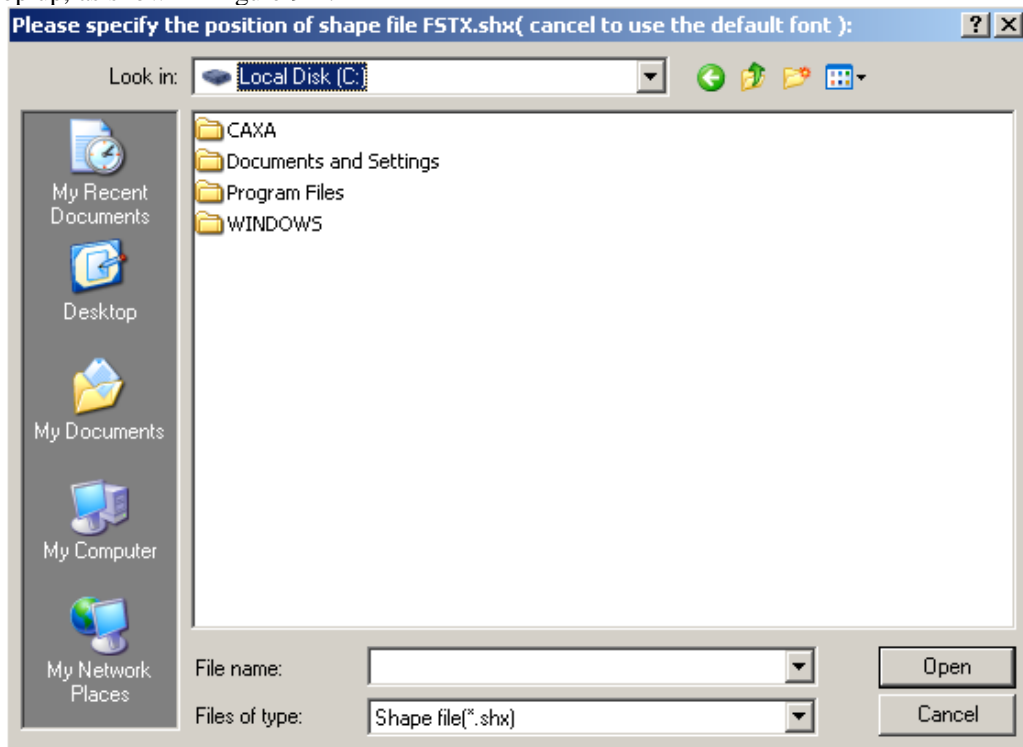 Please specify the position of shape file FSTX.shx( cancel to use the default font ):
Look in:
Local Disk (C:)
CAXA
Documents and Settings
Program Files
WINDOWS
My Recent
Documents
Desktop
My Documents
My Computer
My Network
Places
File name:
Open
Files of type:
Shape file(*.shx)
Cancel